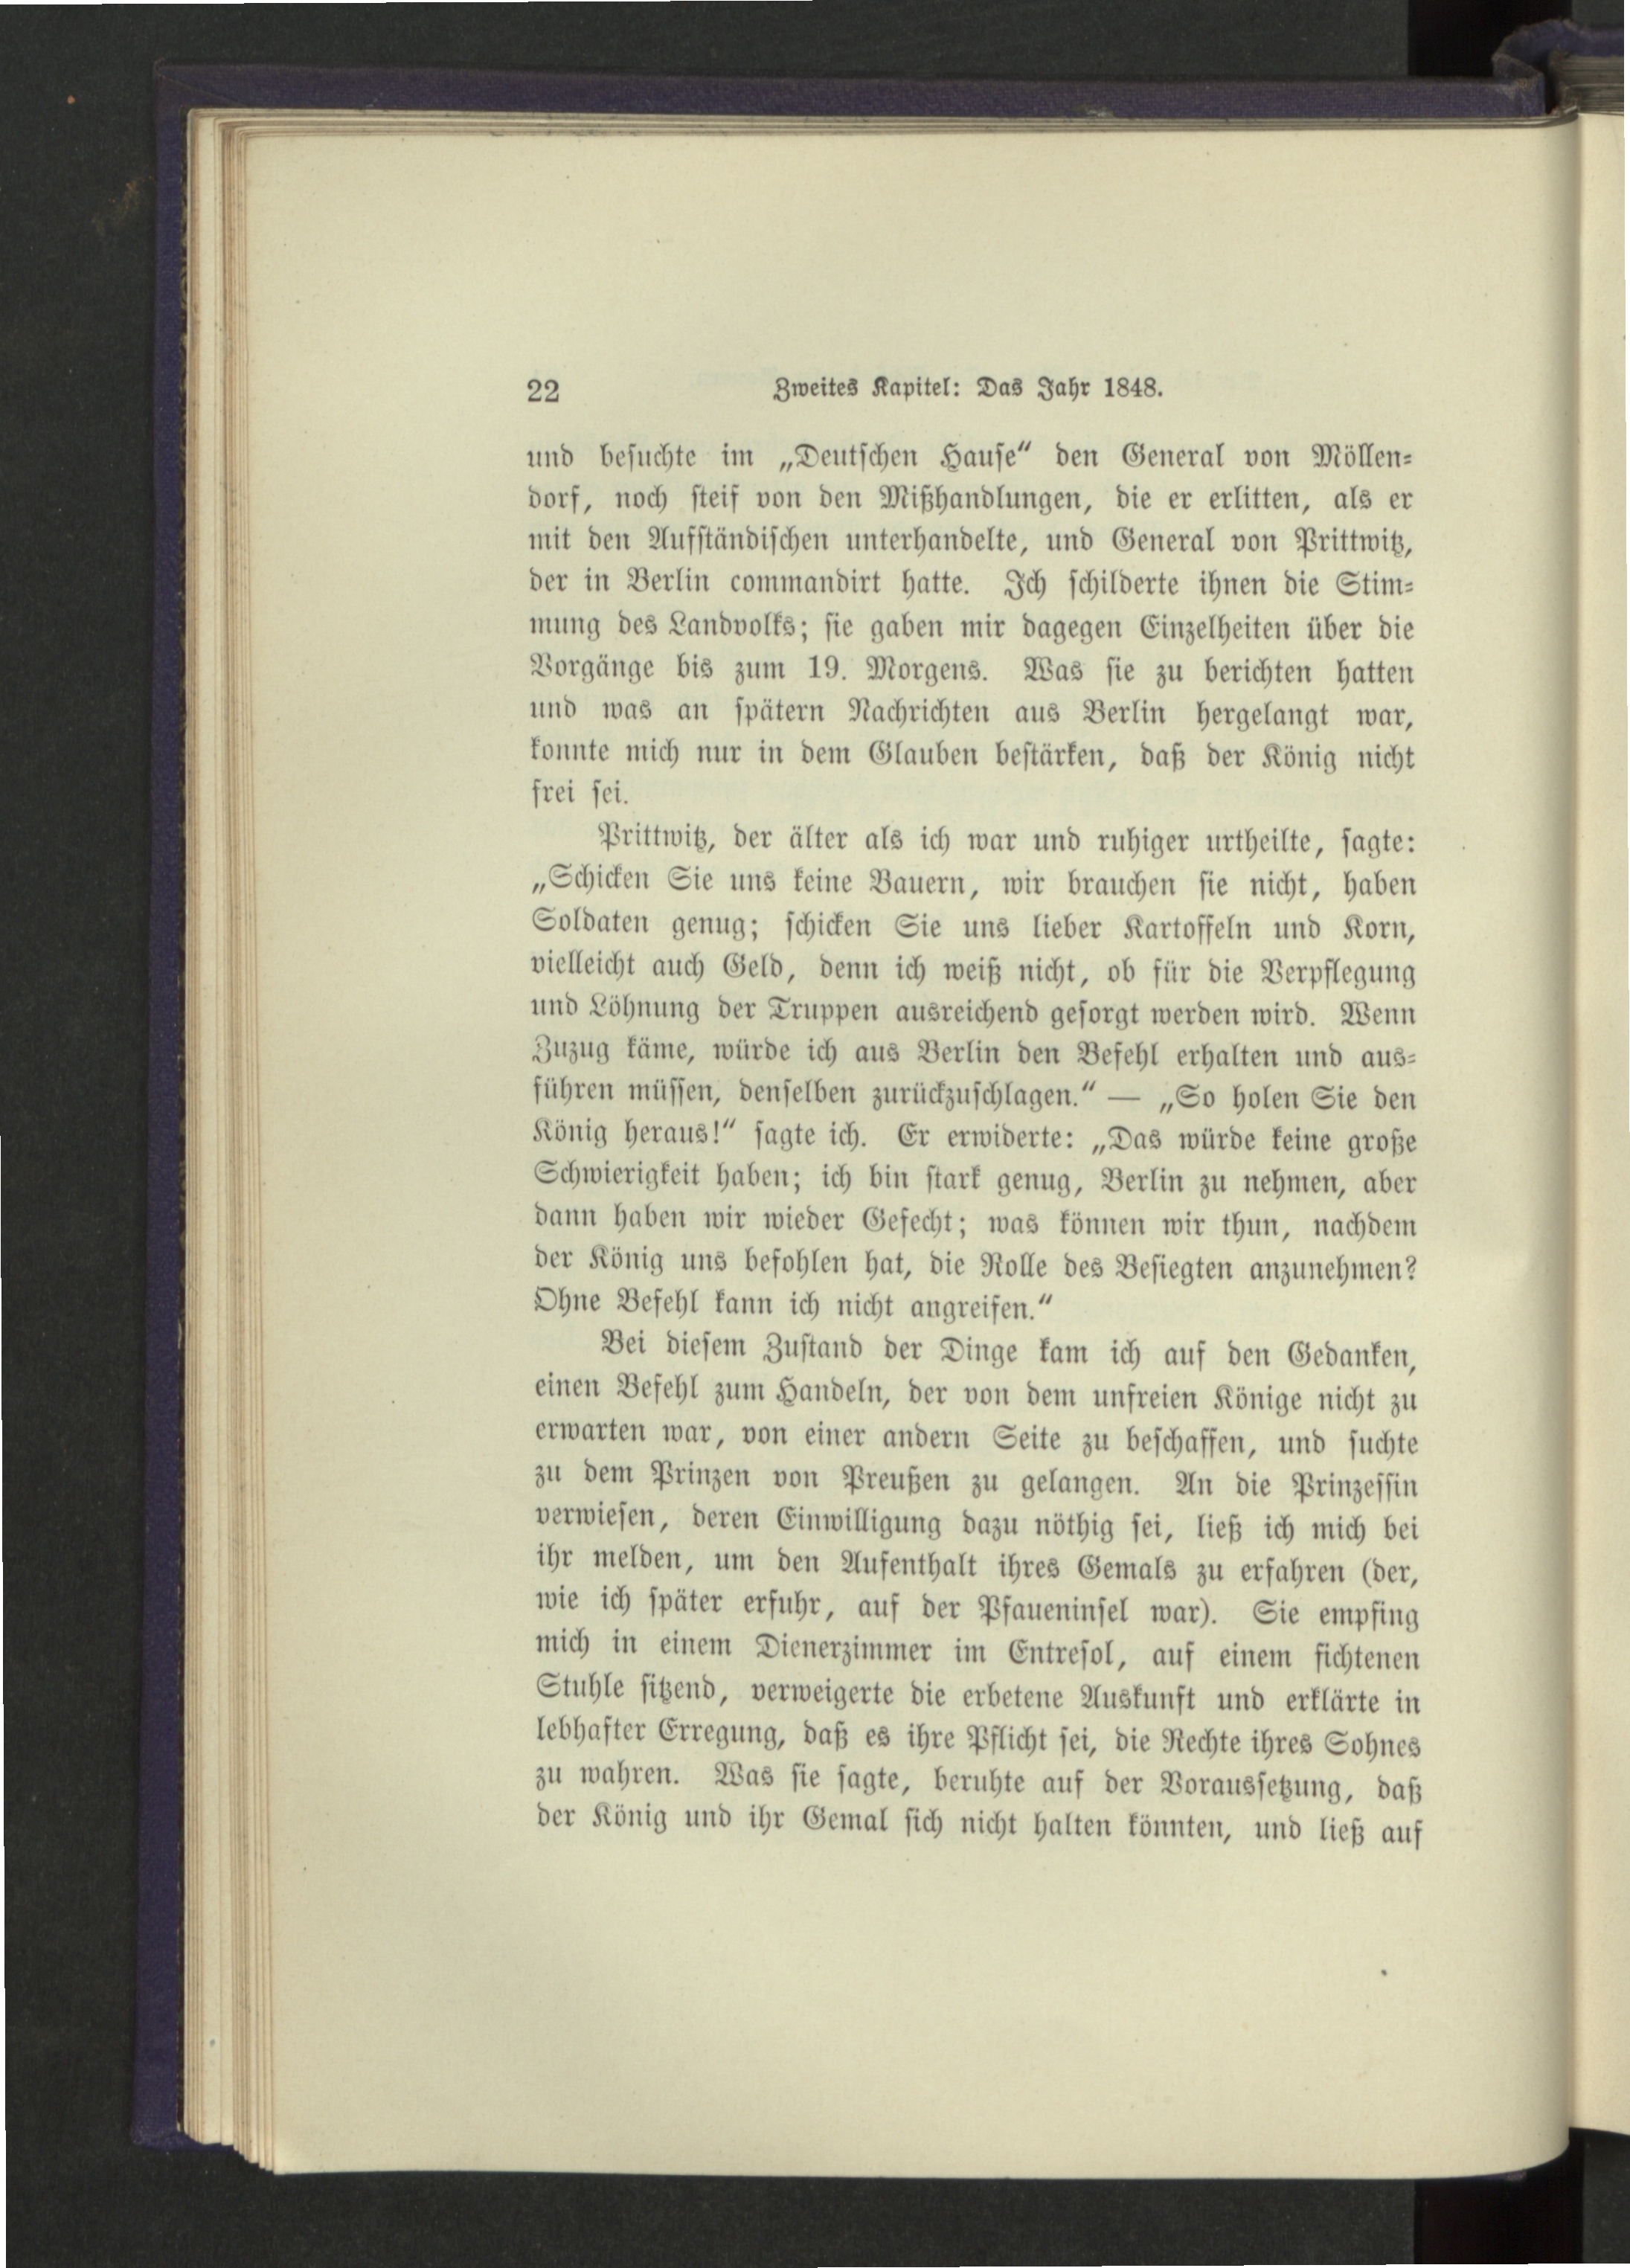 22 Zweites Kapitel: Das Jahr 1848.
und besuchte im „Deutschen Hause“ den General von Möllen-
dorf, noch steif von den Mißhandlungen, die er erlitten, als er
mit den Aufständischen unterhandelte, und General von Prittwitz,
der in Berlin commandirt hatte. Ich schilderte ihnen die Stim-
mung des Landvolks; sie gaben mir dagegen Einzelheiten über die
Vorgänge bis zum 19. Morgens. Was sie zu berichten hatten
und was an spätern Nachrichten aus Berlin hergelangt war,
konnte mich nur in dem Glauben bestärken, daß der König nicht
frei sei.
Prittwitz, der älter als ich war und ruhiger urtheilte, sagte:
„Schicken Sie uns keine Bauern, wir brauchen sie nicht, haben
Soldaten genug; schicken Sie uns lieber Kartoffeln und Korn,
vielleicht auch Geld, denn ich weiß nicht, ob für die Verpflegung
und Löhnung der Truppen ausreichend gesorgt werden wird. Wenn
Zuzug käme, würde ich aus Berlin den Befehl erhalten und aus-
führen müssen, denselben zurückzuschlagen.“ — „So holen Sie den
König heraus!“ sagte ich. Er erwiderte: „Das würde keine große
Schwierigkeit haben; ich bin stark genug, Berlin zu nehmen, aber
dann haben wir wieder Gefecht; was können wir thun, nachdem
der König uns befohlen hat, die Rolle des Besiegten anzunehmen?
Ohne Befehl kann ich nicht angreifen.“
Bei diesem Zustand der Dinge kam ich auf den Gedanken,
einen Befehl zum Handeln, der von dem unfreien Könige nicht zu
erwarten war, von einer andern Seite zu beschaffen, und suchte
zu dem Prinzen von Preußen zu gelangen. An die Prinzessin
verwiesen, deren Einwilligung dazu nöthig sei, ließ ich mich bei
ihr melden, um den Aufenthalt ihres Gemals zu erfahren (der,
wie ich später erfuhr, auf der Pfaueninsel war). Sie empfing
mich in einem Dienerzimmer im Entresol, auf einem fichtenen
Stuhle sitzend, verweigerte die erbetene Auskunft und erklärte in
lebhafter Erregung, daß es ihre Pflicht sei, die Rechte ihres Sohnes
zu wahren. Was sie sagte, beruhte auf der Voraussetzung, daß
der König und ihr Gemal sich nicht halten könnten, und ließ auf